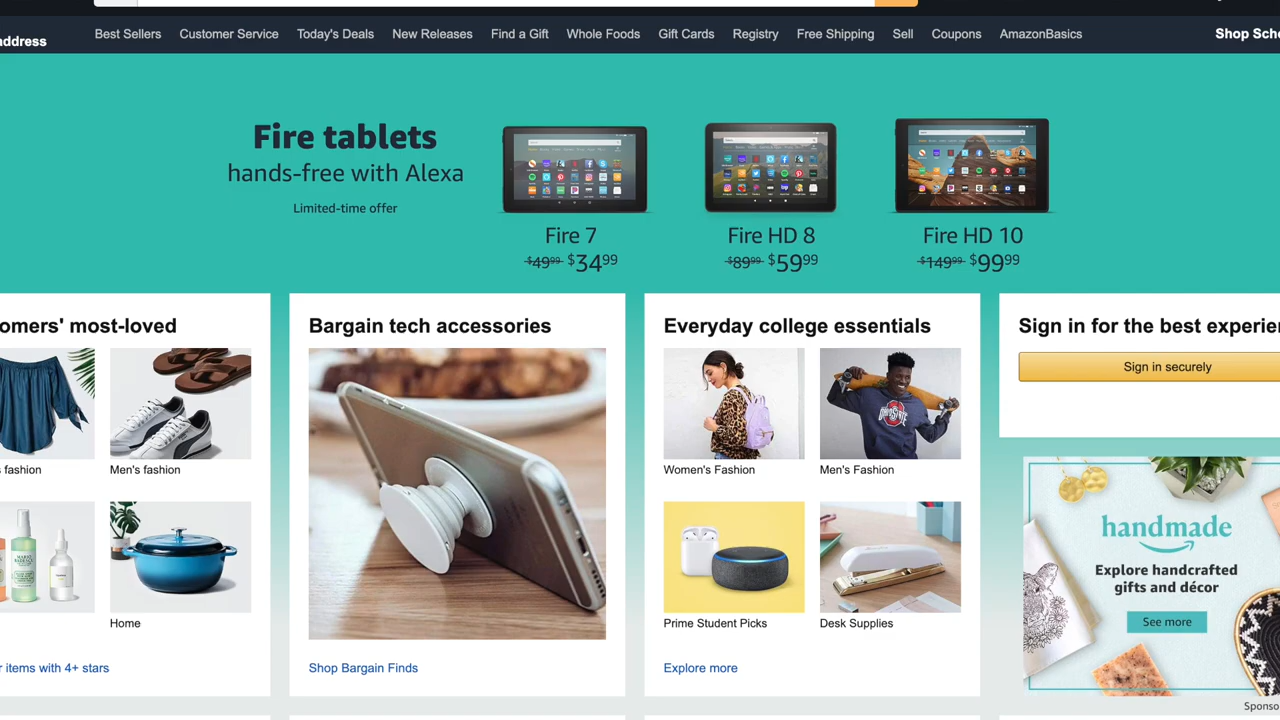 address
Best Sellers Customer Service Today's Deals New Releases Find a Gift Whole Foods Gift Cards Registry Free Shipping Sell Coupons AmazonBasics
Shop Sch
Fire tablets
hands-free with Alexa
Limited-time offer
Fire 7
$49.99 $34.99
Fire HD 8
$89.99 $59.99
Fire HD 10
$149.99 $99.99
omers' most-loved
s fashion
Men's fashion
Home
r items with 4+ stars
Bargain tech accessories
Shop Bargain Finds
Everyday college essentials
OHIO STATE
Women's Fashion
Men's Fashion
Prime Student Picks
Desk Supplies
Explore more
Sign in for the best experie
Sign in securely
handmade
Explore handcrafted
gifts and décor
See more
Sponso